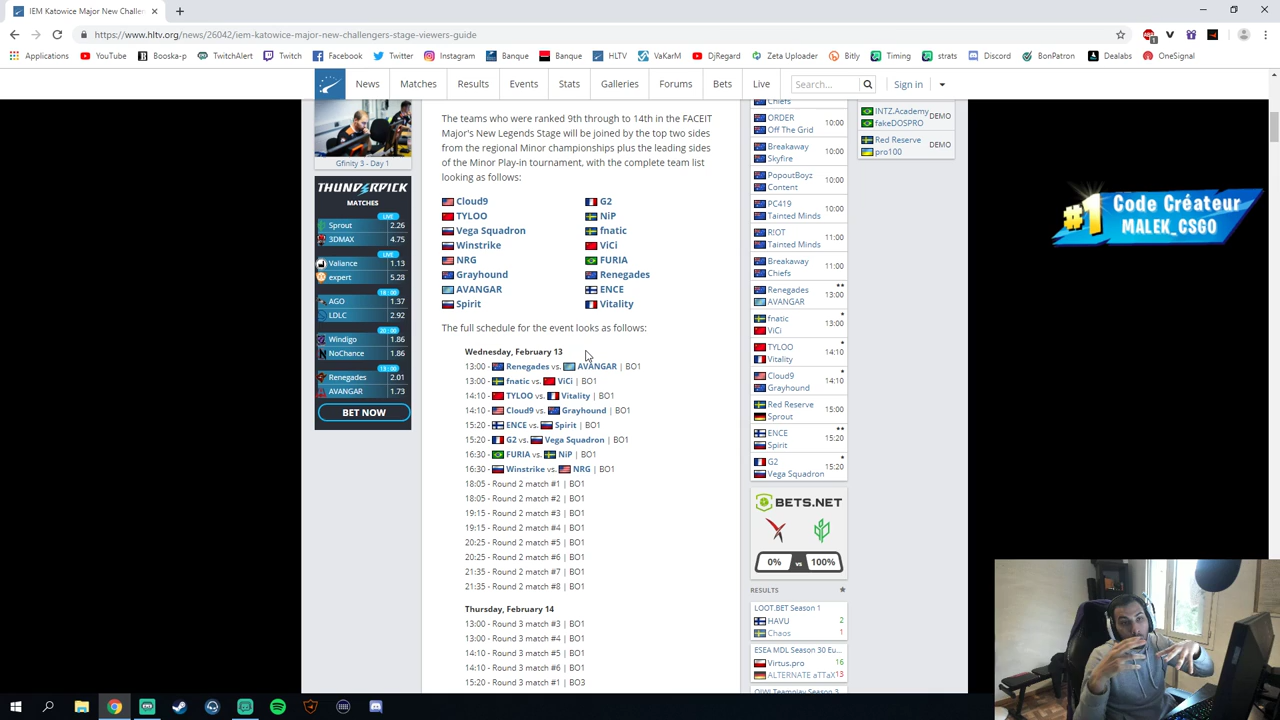 IEM Katowice Major New Challen
https://www.hltv.org/news/26042/iem-katowice-major-new-challengers-stage-viewers-guide
Applications
YouTube
Booska-p
TwitchAlert
Twitch
Facebook
Twitter
Instagram
Banque
Banque
HLTV
VaKarM
DjRegard
Zeta Uploader
Bitly
Timing
strats
Discord
BonPatron
Dealabs
OneSignal
News
Matches
Results
Events
Stats
Galleries
Forums
Bets
Live
Search...
Sign in
Gfinity 3 - Day 1
THUNDERPICK
MATCHES
LIVE
Sprout 2.26
3DMAX 4.75
LIVE
Valiance 1.13
expert 5.28
18:00
AGO 1.37
LDLC 2.92
20:00
Windigo 1.86
NoChance 1.86
13:00
Renegades 2.01
AVANGAR 1.73
BET NOW
The teams who were ranked 9th through to 14th in the FACEIT
Major's New Legends Stage will be joined by the top two sides
from the regional Minor championships plus the leading sides
of the Minor Play-in tournament, with the complete team list
looking as follows:
Cloud9 G2
TYLOO NiP
Vega Squadron fnatic
Winstrike ViCi
NRG FURIA
Grayhound Renegades
AVANGAR ENCE
Spirit Vitality
The full schedule for the event looks as follows:
Wednesday, February 13
13:00 - Renegades vs. AVANGAR | BO1
13:00 - fnatic vs. ViCi | BO1
14:10 - TYLOO vs. Vitality | BO1
14:10 - Cloud9 vs. Grayhound | BO1
15:20 - ENCE vs. Spirit | BO1
15:20 - G2 vs. Vega Squadron | BO1
16:30 - FURIA vs. NiP | BO1
16:30 - Winstrike vs. NRG | BO1
18:05 - Round 2 match #1 | BO1
18:05 - Round 2 match #2 | BO1
19:15 - Round 2 match #3 | BO1
19:15 - Round 2 match #4 | BO1
20:25 - Round 2 match #5 | BO1
20:25 - Round 2 match #6 | BO1
21:35 - Round 2 match #7 | BO1
21:35 - Round 2 match #8 | BO1
Thursday, February 14
13:00 - Round 3 match #3 | BO1
13:00 - Round 3 match #4 | BO1
14:10 - Round 3 match #5 | BO1
14:10 - Round 3 match #6 | BO1
15:20 - Round 3 match #1 | BO3
Chiefs
ORDER
Off The Grid
10:00
Breakaway
Skyfire
10:00
PopoutBoyz
Content
10:00
PC419
Tainted Minds
10:00
R!OT
Tainted Minds
11:00
Breakaway
Chiefs
11:00
Renegades
AVANGAR
13:00
fnatic
ViCi
13:00
TYLOO
Vitality
14:10
Cloud9
Grayhound
14:10
Red Reserve
Sprout
15:00
ENCE
Spirit
15:20
G2
Vega Squadron
15:20
BETS.NET
0% vs 100%
RESULTS
LOOT.BET Season 1
HAVU 2
Chaos 1
ESEA MDL Season 30 Eu...
Virtus.pro 16
ALTERNATE aTTaX 13
INTZ.Academy
fakeDOSPRO
DEMO
Red Reserve
pro100
DEMO
#1 Code Créateur
MALEK_CSGO